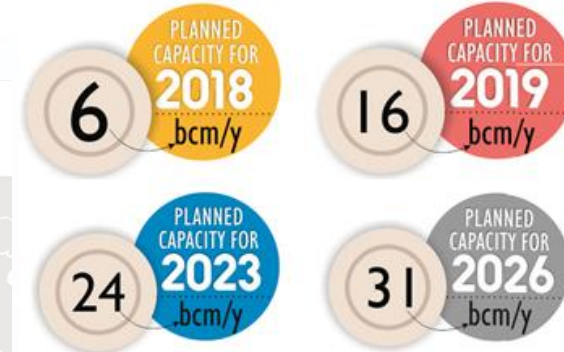 PLANNED
CAPACITY FOR
2018
6
bcm/y
PLANNED
CAPACITY FOR
2019
16
bcm/y
PLANNED
CAPACITY FOR
2023
24
bcm/y
PLANNED
CAPACITY FOR
2026
31
bcm/y